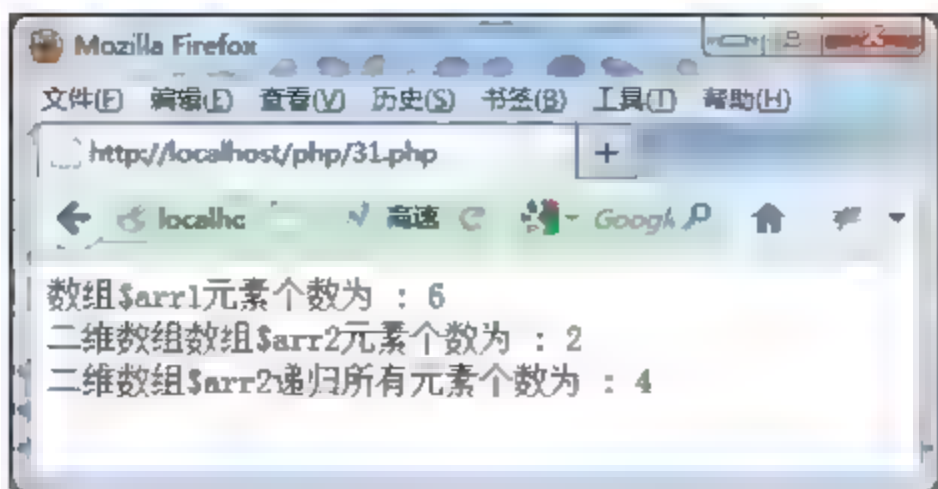 Mozilla Firefox
文件(F) 编辑(E) 查看(V) 历史(S) 书签(B) 工具(T) 帮助(H)
http://localhost/php/31.php +
localhc 高速 Googl
数组$arr1元素个数为 : 6
二维数组数组$arr2元素个数为 : 2
二维数组$arr2递归所有元素个数为 : 4